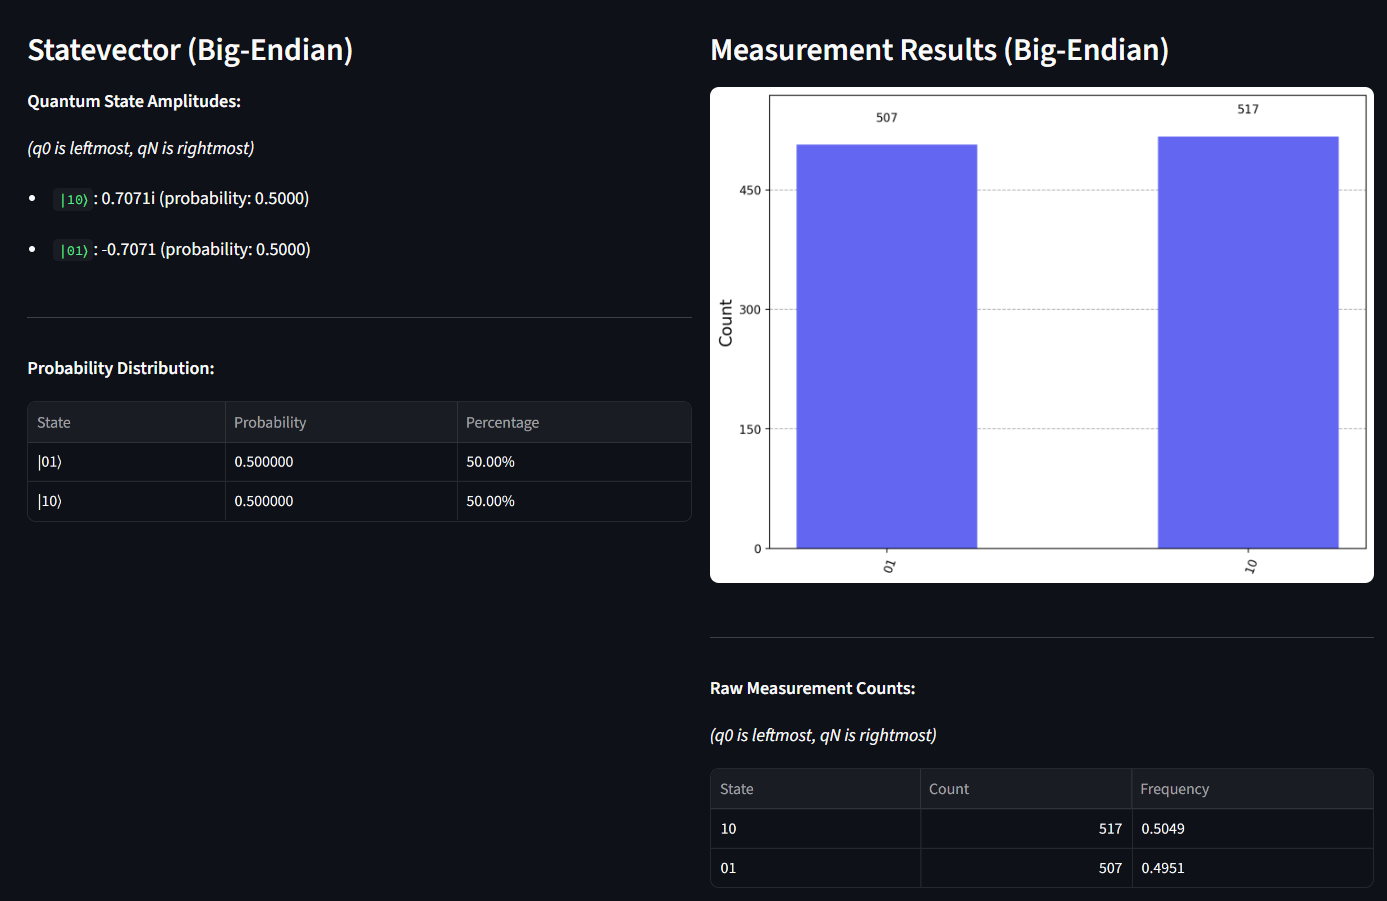 Statevector (Big-Endian)
Quantum State Amplitudes:
(q0 is leftmost, qN is rightmost)
|10⟩: 0.7071i (probability: 0.5000)
|01⟩: -0.7071 (probability: 0.5000)
Probability Distribution:
State Probability Percentage
|01⟩ 0.500000 50.00%
|10⟩ 0.500000 50.00%
Measurement Results (Big-Endian)
507 517
450
300
150
0
Count
01 10
Raw Measurement Counts:
(q0 is leftmost, qN is rightmost)
State Count Frequency
10 517 0.5049
01 507 0.4951